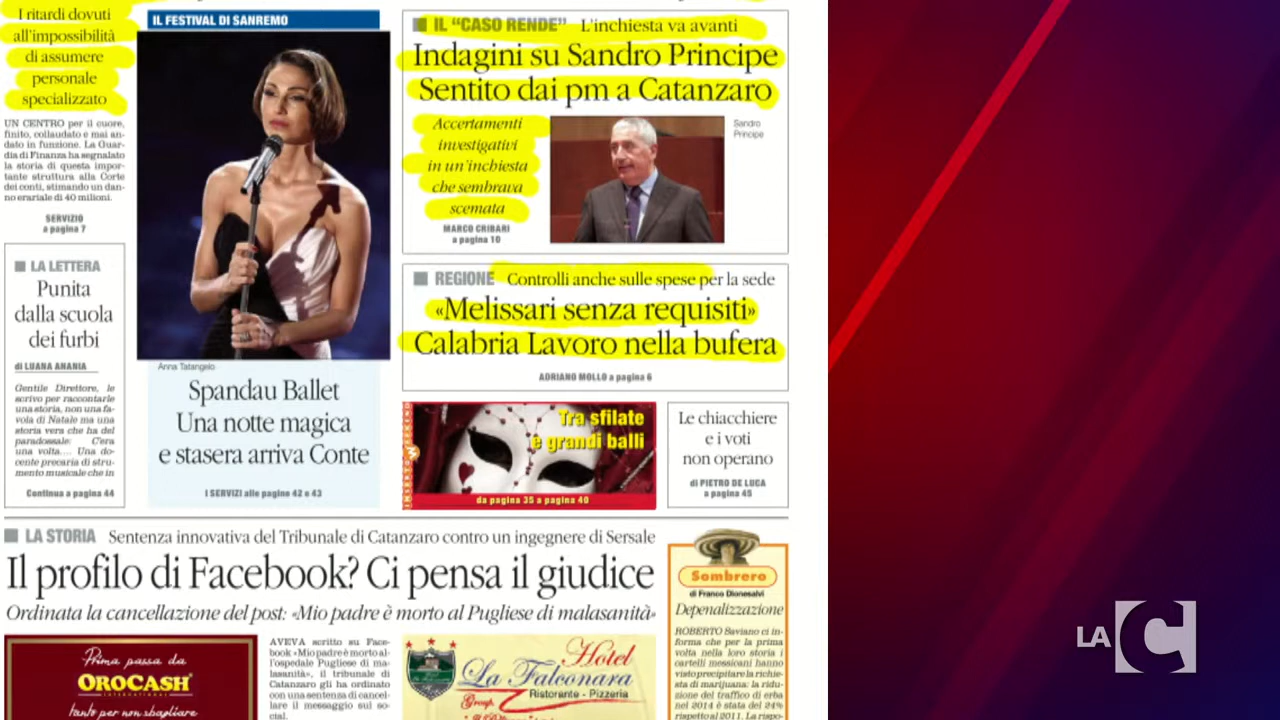 I ritardi dovuti
all'impossibilità
di assumere
personale
specializzato
UN CENTRO per il cuore,
finito, collaudato e mai an-
dato in funzione. La Guar-
dia di Finanza ha segnalato
la storia di questa impor-
tante struttura alla Corte
dei conti, stimando un dan-
no erariale di 40 milioni.
SERVIZIO
a pagina 7
LA LETTERA
Punita
dalla scuola
dei furbi
di LUANA ANANIA
Gentile Direttore, le
scrivo per raccontarle
una storia, non una fa-
vola di Natale ma una
storia vera che ha del
paradossale: C'era
una volta.... Una do-
cente precaria di stru-
mento musicale che in
Continua a pagina 44
IL FESTIVAL DI SANREMO
Anna Tatangelo
Spandau Ballet
Una notte magica
e stasera arriva Conte
I SERVIZI alle pagine 42 e 43
IL "CASO RENDE" L'inchiesta va avanti
Indagini su Sandro Principe
Sentito dai pm a Catanzaro
Accertamenti
investigativi
in un'inchiesta
che sembrava
scemata
MARCO CRIBARI
a pagina 10
Sandro
Principe
REGIONE Controlli anche sulle spese per la sede
«Melissari senza requisiti»
Calabria Lavoro nella bufera
ADRIANO MOLLO a pagina 6
Tra sfilate
e grandi balli
da pagina 35 a pagina 40
Le chiacchiere
e i voti
non operano
di PIETRO DE LUCA
a pagina 45
LA STORIA Sentenza innovativa del Tribunale di Catanzaro contro un ingegnere di Sersale
Il profilo di Facebook? Ci pensa il giudice
Ordinata la cancellazione del post: «Mio padre è morto al Pugliese di malasanità»
Prima passa da
OROCASH
INTERNATIONAL
tanto per non sbagliare
AVEVA scritto su Face-
book «Mio padre è morto al-
l'ospedale Pugliese di ma-
lasanità», il tribunale di
Catanzaro gli ha ordinato
con una sentenza di cancel-
lare il messaggio sul so-
cial.
Hotel
La Falconara
Group
Ristorante - Pizzeria
Sombrero
di Franco Dionesalvi
Depenalizzazione
ROBERTO Saviano ci in-
forma che per la prima
volta nella loro storia i
cartelli messicani hanno
visto precipitare la richie-
sta di marijuana: la ridu-
zione del traffico di erba
nel 2014 è stata del 24%
rispetto al 2011. La rispo-
LA C